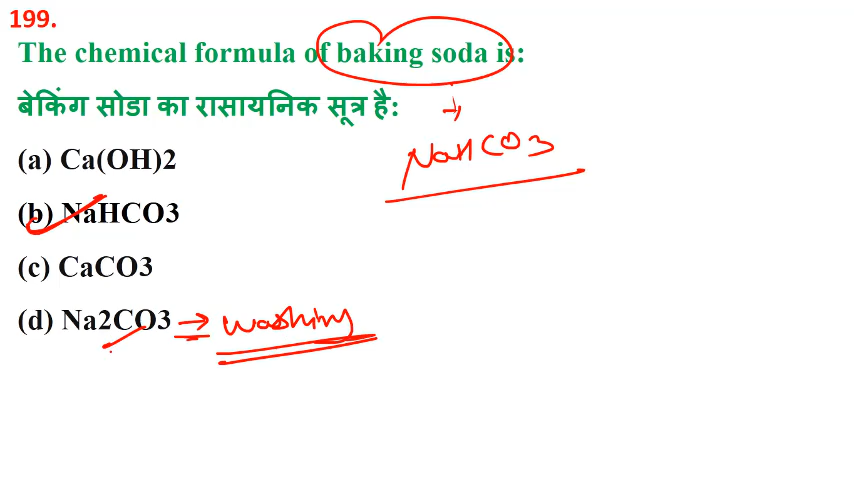 199.
The chemical formula of baking soda is:
बेकिंग सोडा का रासायनिक सूत्र है:
NaHCO3
(a) Ca(OH)2
(b) NaHCO3
(c) CaCO3
(d) Na2CO3 → washing